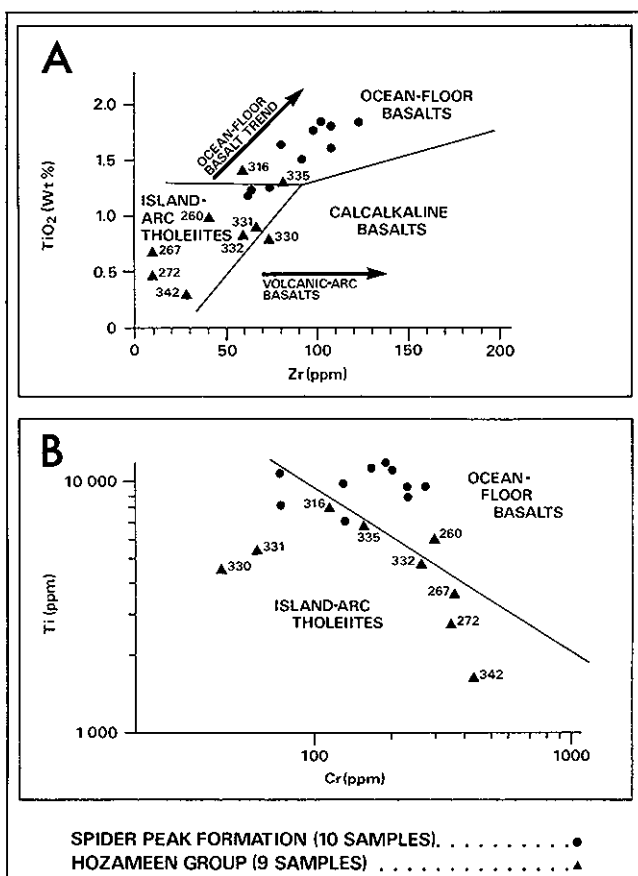 A
TiO₂ (Wt %)
2.0
1.5
1.0
0.5
0
OCEAN-FLOOR
BASALT TREND
OCEAN-FLOOR
BASALTS
316
335
ISLAND-
ARC
THOLEIITES
260
331
332
330
267
272
342
CALCALKALINE
BASALTS
VOLCANIC-ARC
BASALTS
0
50
100
150
200
Zr (ppm)
B
Ti (ppm)
10 000
1 000
OCEAN-
FLOOR
BASALTS
316
335
260
331
330
332
267
272
342
ISLAND-ARC
THOLEIITES
100
1000
Cr (ppm)
SPIDER PEAK FORMATION (10 SAMPLES). . . . . . . . . . . ●
HOZAMEEN GROUP (9 SAMPLES) . . . . . . . . . . . . . . . ▲